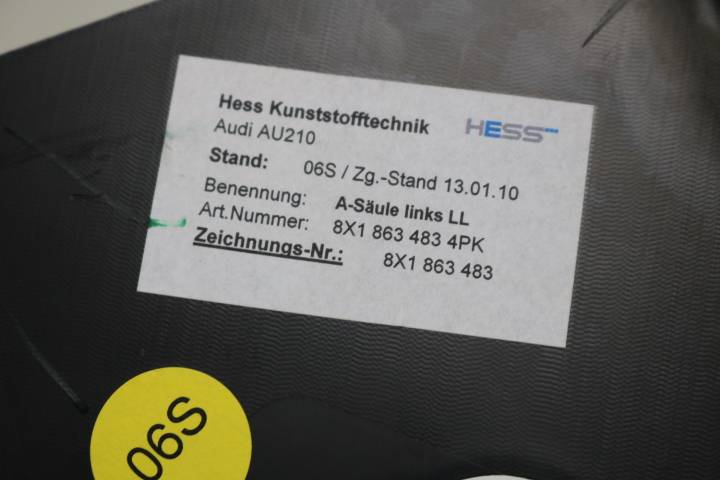 Hess Kunststofftechnik HESS
Audi AU210
Stand: 06S / Zg.-Stand 13.01.10
Benennung: A-Säule links LL
Art.Nummer: 8X1 863 483 4PK
Zeichnungs-Nr.: 8X1 863 483
06S